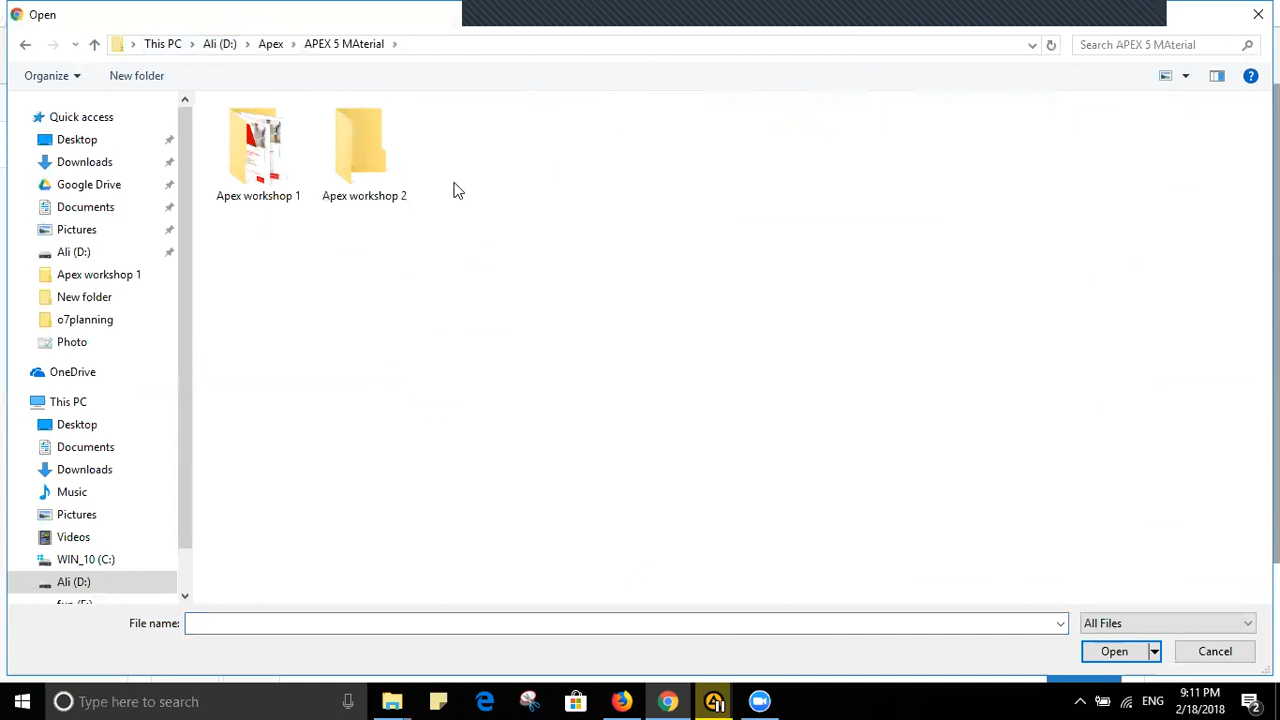 Open
This PC > Ali (D:) > Apex > APEX 5 MAterial >
Search APEX 5 MAterial
Organize
New folder
Quick access
Desktop
Downloads
Google Drive
Documents
Pictures
Ali (D:)
Apex workshop 1
New folder
o7planning
Photo
OneDrive
This PC
Desktop
Documents
Downloads
Music
Pictures
Videos
WIN_10 (C:)
Ali (D:)
Apex workshop 1
Apex workshop 2
File name:
All Files
Open
Cancel
Type here to search
ENG
9:11 PM
2/18/2018
2